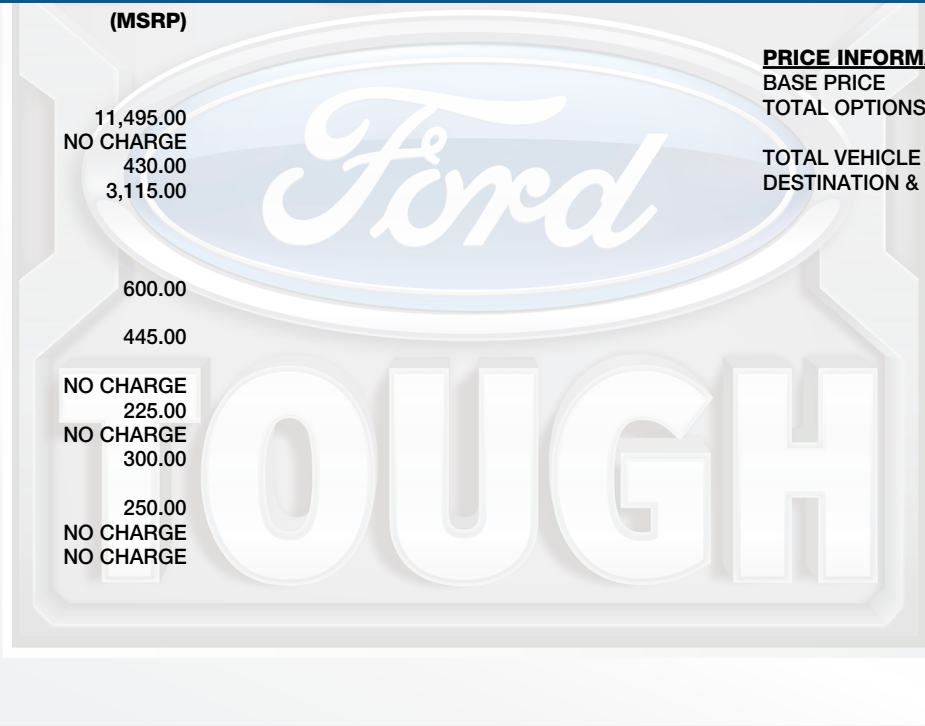 (MSRP)
11,495.00
NO CHARGE
430.00
3,115.00
600.00
445.00
NO CHARGE
225.00
NO CHARGE
300.00
250.00
NO CHARGE
NO CHARGE
PRICE INFORM
BASE PRICE
TOTAL OPTIONS
TOTAL VEHICLE
DESTINATION &
Ford
TOUGH